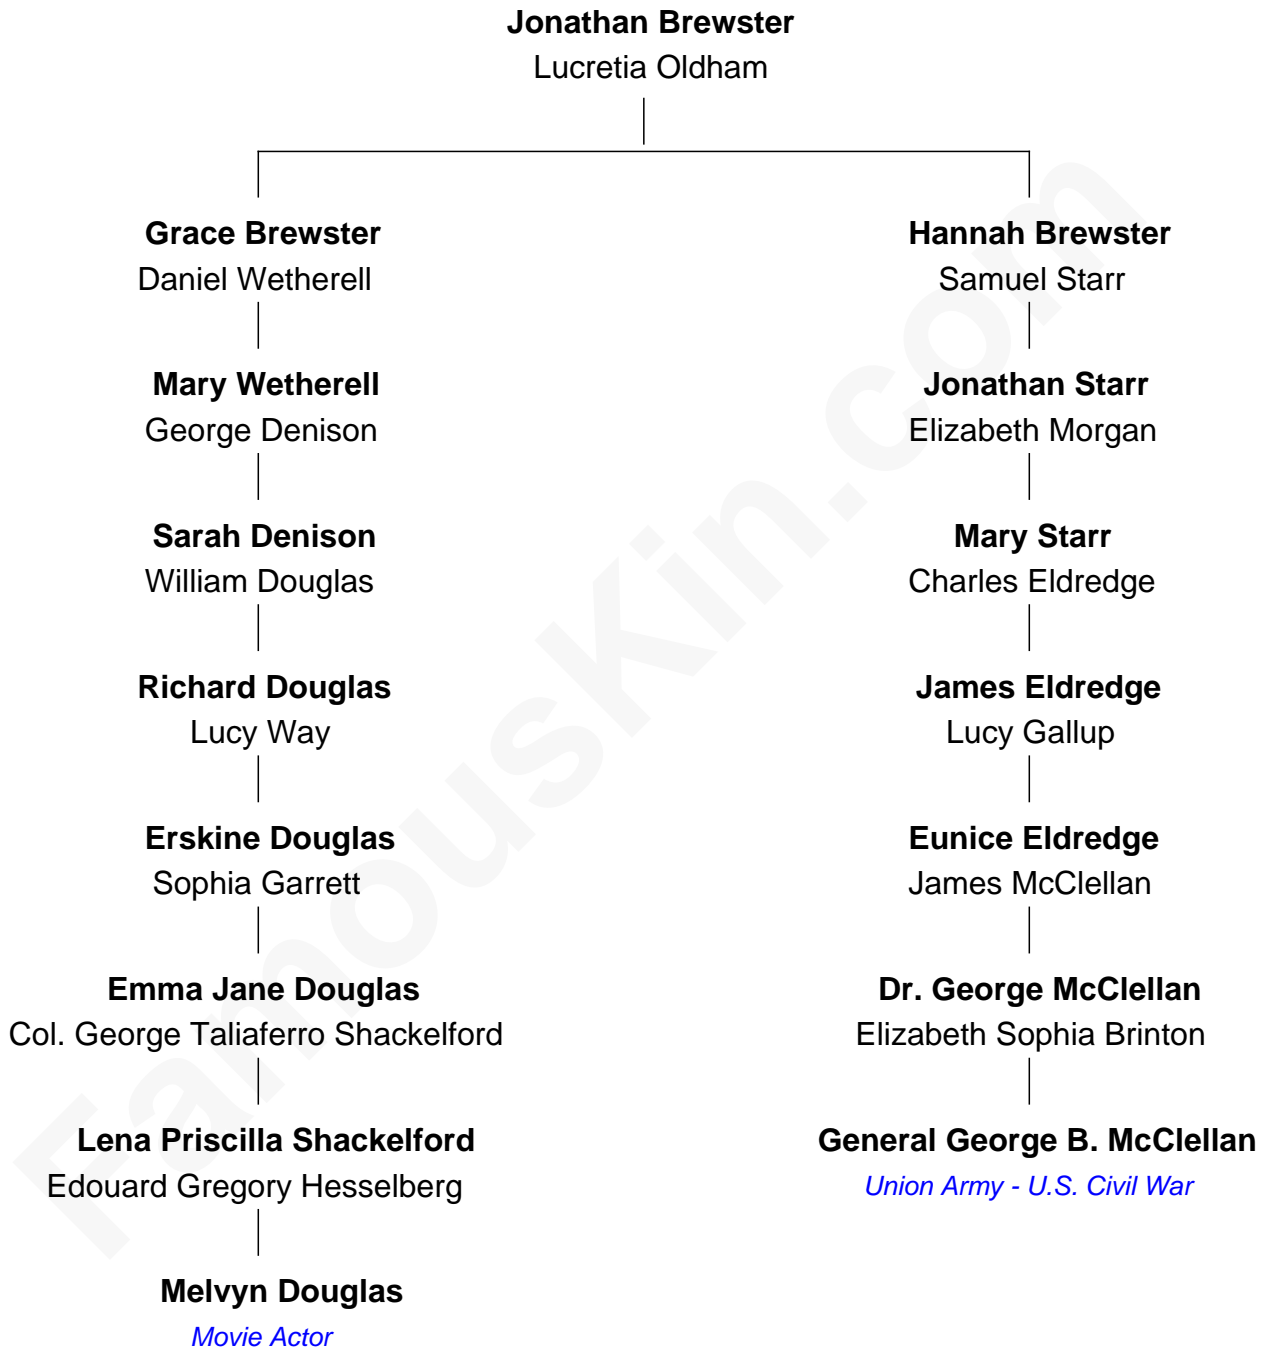 Jonathan Brewster
Lucretia Oldham
Grace Brewster
Daniel Wetherell
Hannah Brewster
Samuel Starr
Mary Wetherell
George Denison
Jonathan Starr
Elizabeth Morgan
Sarah Denison
William Douglas
Mary Starr
Charles Eldredge
Richard Douglas
Lucy Way
James Eldredge
Lucy Gallup
Erskine Douglas
Sophia Garrett
Eunice Eldredge
James McClellan
Emma Jane Douglas
Col. George Taliaferro Shackelford
Dr. George McClellan
Elizabeth Sophia Brinton
Lena Priscilla Shackelford
Edouard Gregory Hesselberg
General George B. McClellan
Union Army - U.S. Civil War
Melvyn Douglas
Movie Actor
FamousKin.com